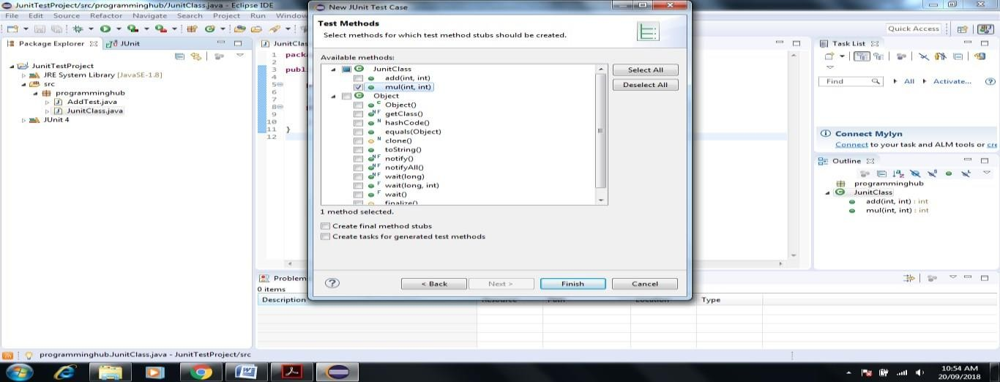 JunitTestProject/src/programminghub/JunitClass.java - Eclipse IDE
File Edit Source Refactor Navigate Search Project Run Window
Quick Access
Package Explorer JUnit
JunitTestProject
JRE System Library [JavaSE-1.8]
src
programminghub
AddTest.java
JunitClass.java
JUnit 4
JunitClas
1 packa
2
3 publi
4
5
6
7
8
9
10
11 }
12
New JUnit Test Case
Test Methods
Select methods for which test method stubs should be created.
Available methods:
JunitClass
add(int, int)
mul(int, int)
Object
C Object()
NF getClass()
N hashCode()
equals(Object)
N clone()
toString()
NF notify()
NF notifyAll()
NF wait(long)
F wait(long, int)
F wait()
finalize()
Select All
Deselect All
1 method selected.
Create final method stubs
Create tasks for generated test methods
? < Back Next > Finish Cancel
Task List
Find All Activate... ?
Connect Mylyn
Connect to your task and ALM tools or cre
Outline
programminghub
JunitClass
add(int, int) : int
mul(int, int) : int
Problem
0 items
Description Resource Path Location Type
programminghub.JunitClass.java - JunitTestProject/src
10:54 AM
20/09/2018